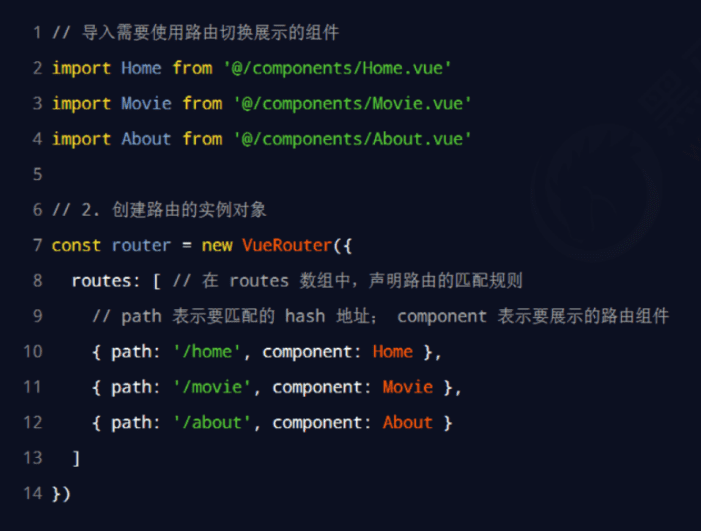 1 // 导入需要使用路由切换展示的组件
2 import Home from '@/components/Home.vue'
3 import Movie from '@/components/Movie.vue'
4 import About from '@/components/About.vue'
5
6 // 2. 创建路由的实例对象
7 const router = new VueRouter({
8   routes: [ // 在 routes 数组中，声明路由的匹配规则
9     // path 表示要匹配的 hash 地址； component 表示要展示的路由组件
10     { path: '/home', component: Home },
11     { path: '/movie', component: Movie },
12     { path: '/about', component: About }
13   ]
14 })